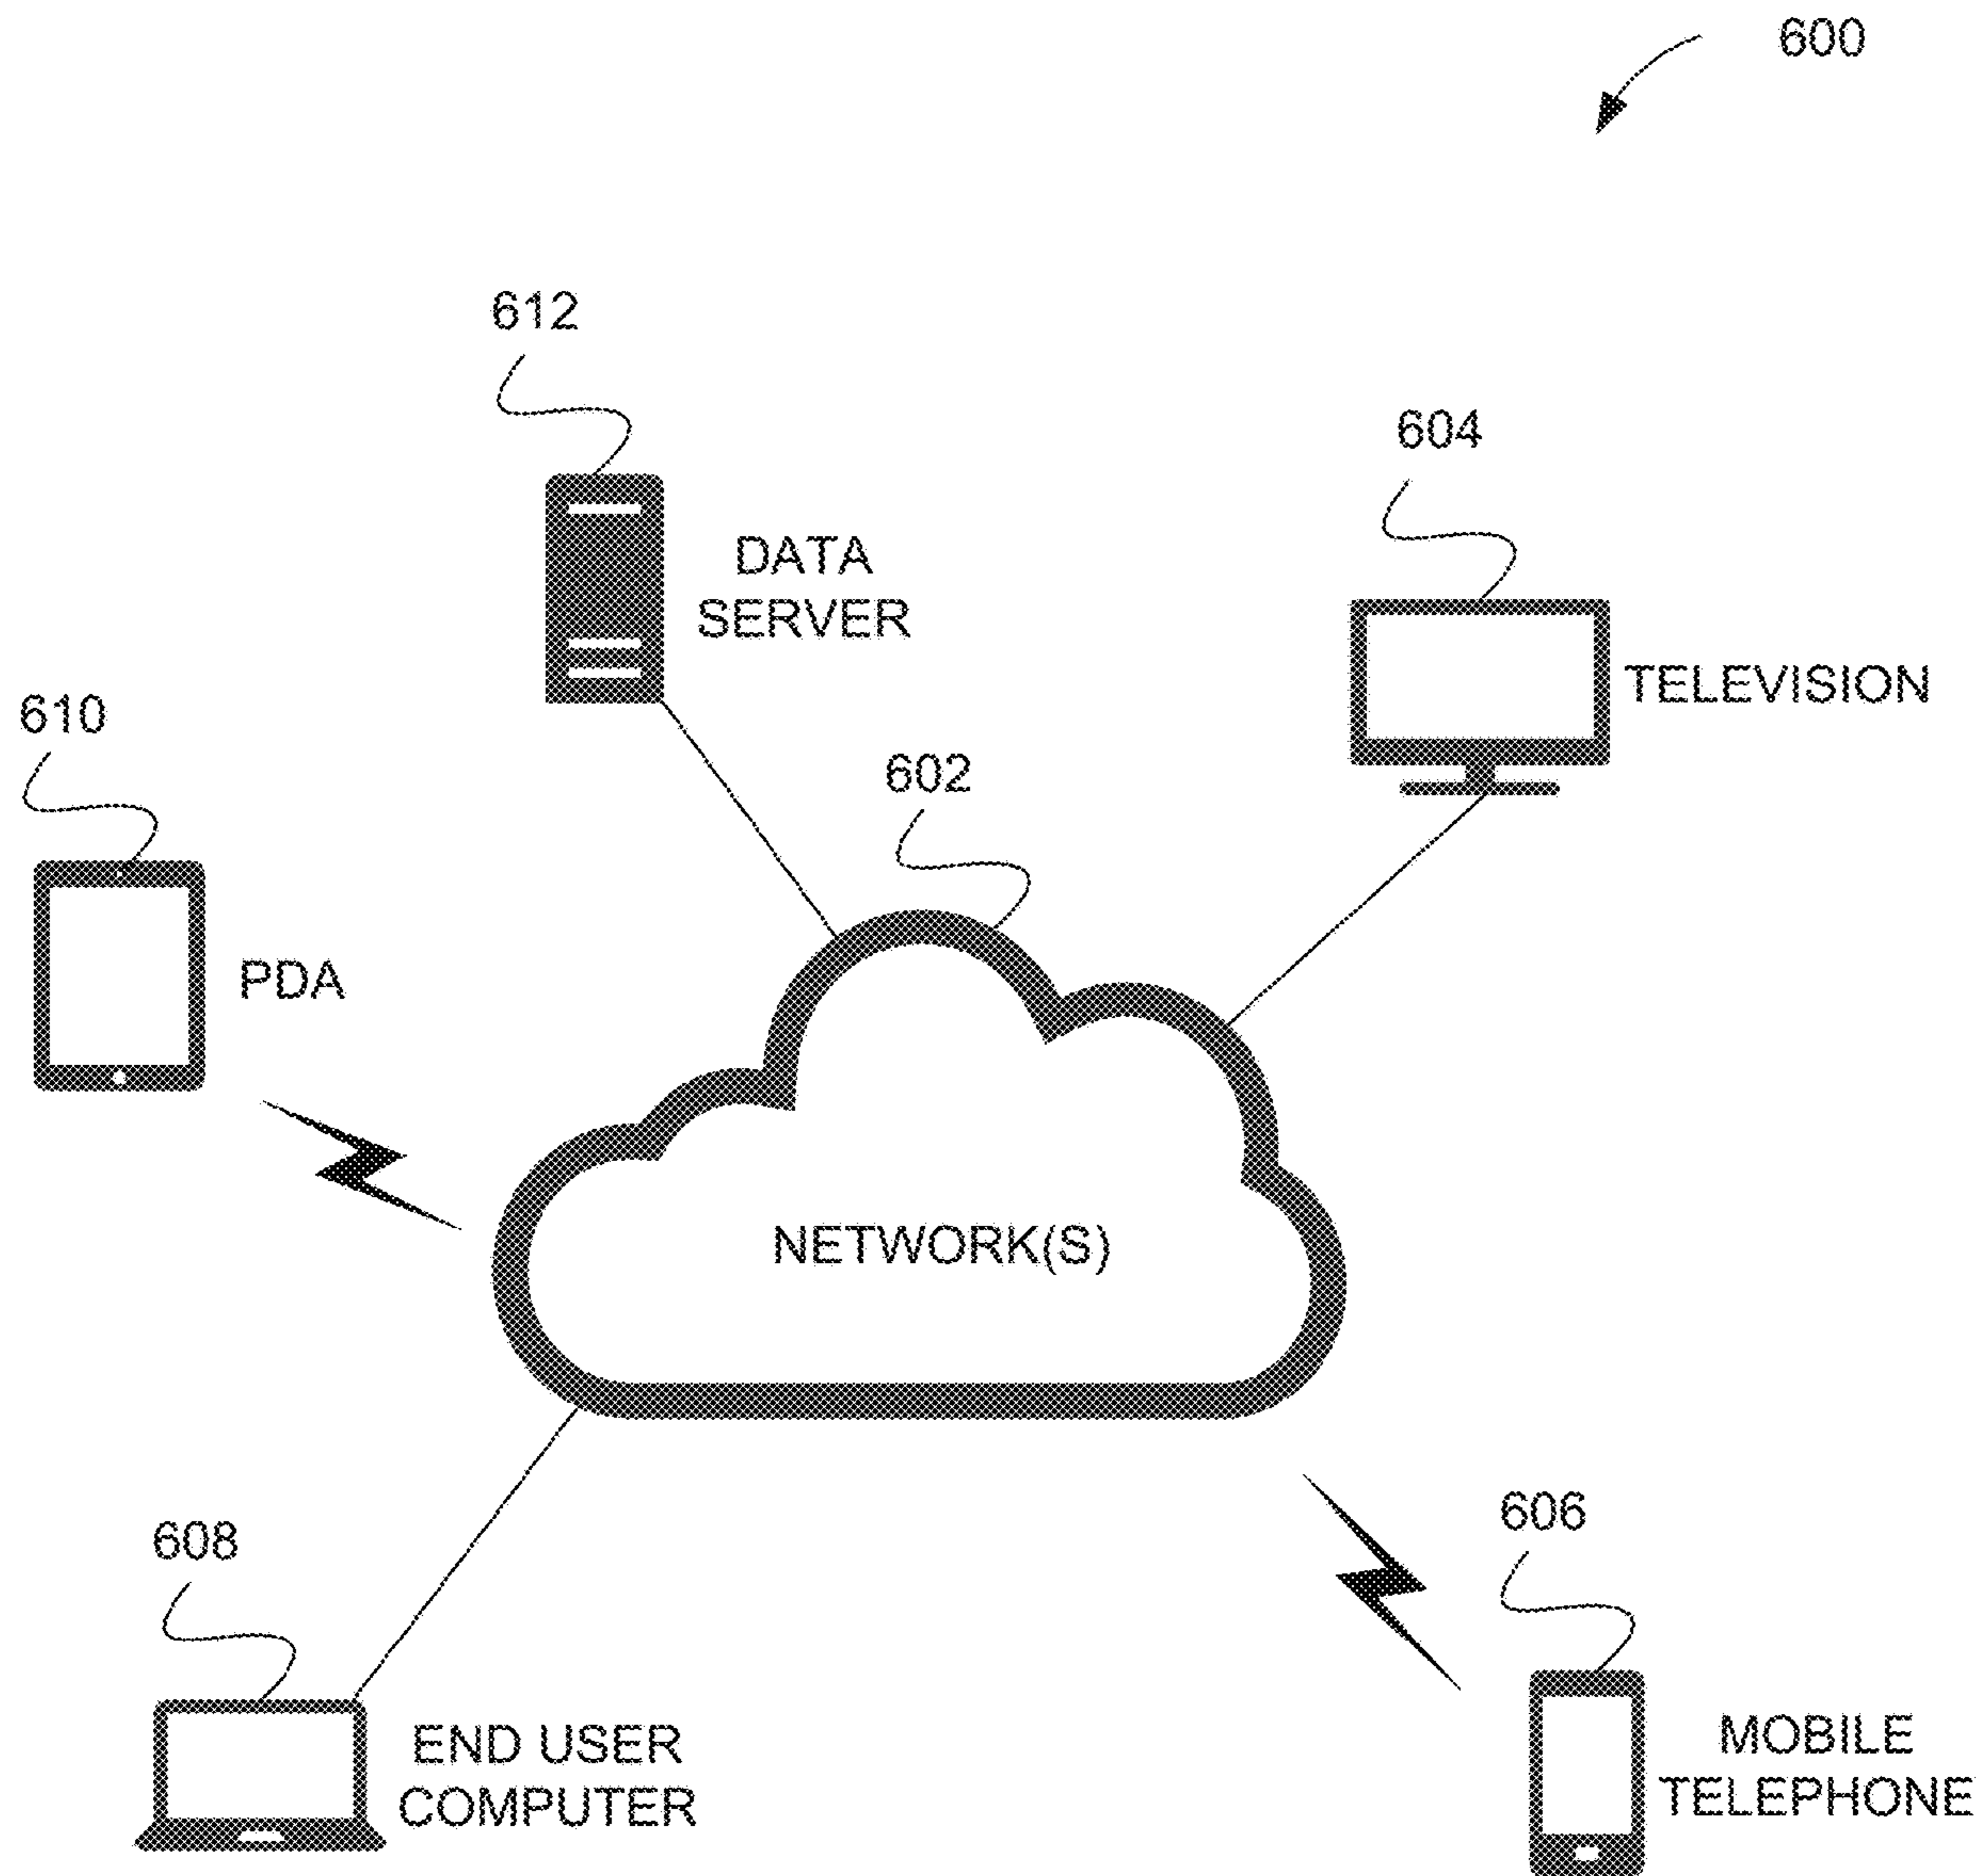 600
612
604
DATA
SERVER
TELEVISION
610
602
PDA
NETWORK(S)
606
608
MOBILE
TELEPHONE
END USER
COMPUTER